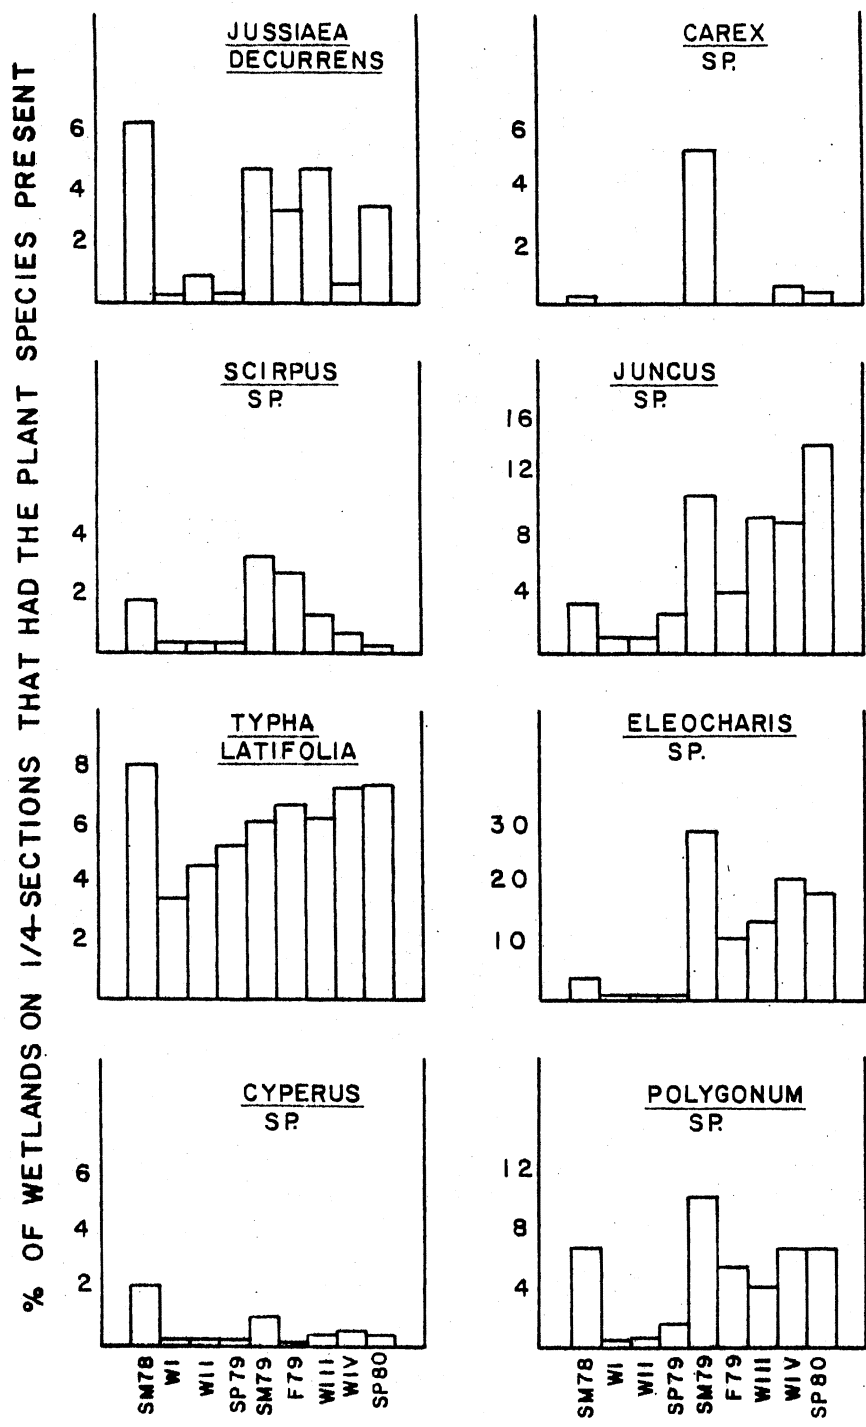 % OF WETLANDS ON 1/4-SECTIONS THAT HAD THE PLANT SPECIES PRESENT
JUSSIAEA
DECURRENS
6
4
2
CAREX
SP.
6
4
2
SCIRPUS
SP.
4
2
JUNCUS
SP.
16
12
8
4
TYPHA
LATIFOLIA
8
6
4
2
ELEOCHARIS
SP.
30
20
10
CYPERUS
SP.
6
4
2
SM78
WI
WII
SP79
SM79
F79
WIII
WIV
SP80
POLYGONUM
SP.
12
8
4
SM78
WI
WII
SP79
SM79
F79
WIII
WIV
SP80